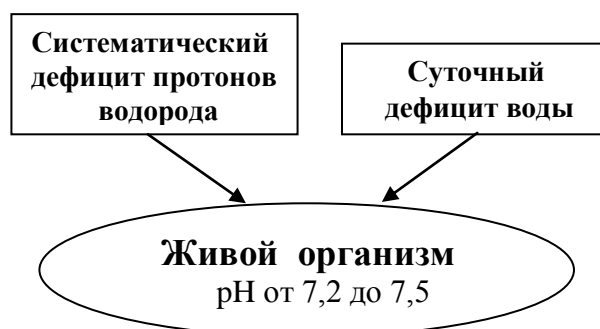 Систематический
дефицит протонов
водорода
Суточный
дефицит воды
Живой организм
pH от 7,2 до 7,5